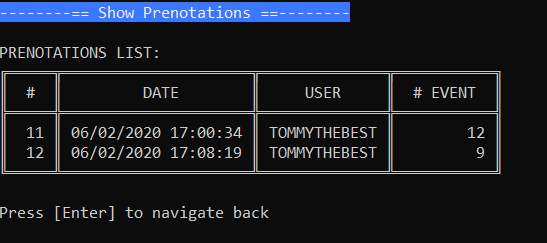 --------== Show Prenotations ==--------
PRENOTATIONS LIST:
# DATE USER # EVENT
11 06/02/2020 17:00:34 TOMMYTHEBEST 12
12 06/02/2020 17:08:19 TOMMYTHEBEST 9
Press [Enter] to navigate back